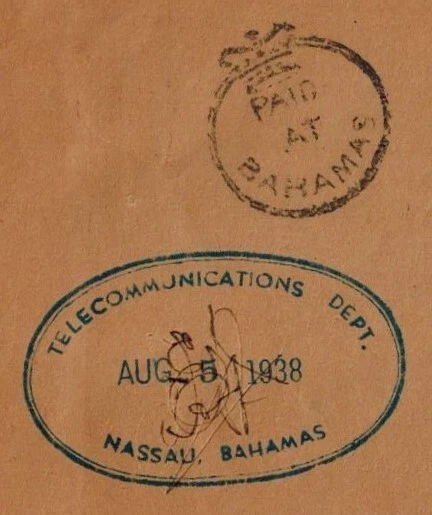 PAID
AT
BAHAMAS
TELECOMMUNICATIONS DEPT.
AUG 5 1938
NASSAU, BAHAMAS